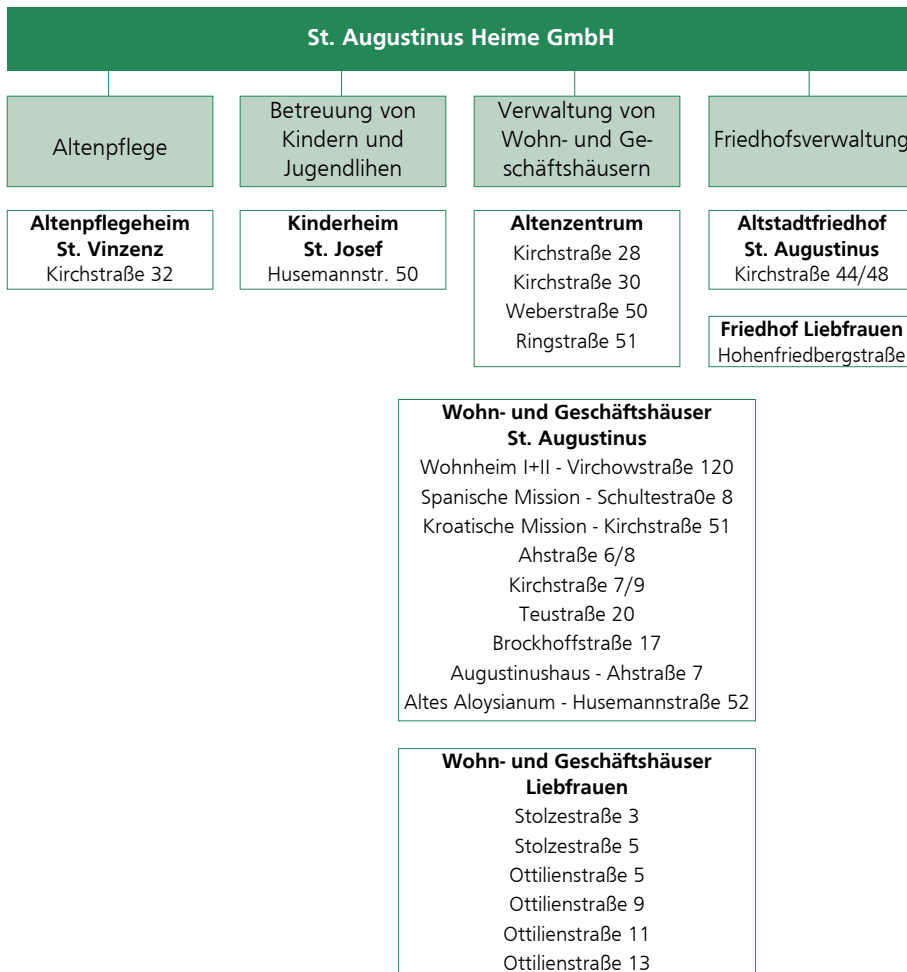 St. Augustinus Heime GmbH
Altenpflege
Betreuung von
Kindern und
Jugendlihen
Verwaltung von
Wohn- und Ge-
schäftshäusern
Friedhofsverwaltung
Altenpflegeheim
St. Vinzenz
Kirchstraße 32
Kinderheim
St. Josef
Husemannstr. 50
Altenzentrum
Kirchstraße 28
Kirchstraße 30
Weberstraße 50
Ringstraße 51
Altstadtfriedhof
St. Augustinus
Kirchstraße 44/48
Friedhof Liebfrauen
Hohenfriedbergstraße
Wohn- und Geschäftshäuser
St. Augustinus
Wohnheim I+II - Virchowstraße 120
Spanische Mission - Schultestra0e 8
Kroatische Mission - Kirchstraße 51
Ahstraße 6/8
Kirchstraße 7/9
Teustraße 20
Brockhoffstraße 17
Augustinushaus - Ahstraße 7
Altes Aloysianum - Husemannstraße 52
Wohn- und Geschäftshäuser
Liebfrauen
Stolzestraße 3
Stolzestraße 5
Ottilienstraße 5
Ottilienstraße 9
Ottilienstraße 11
Ottilienstraße 13